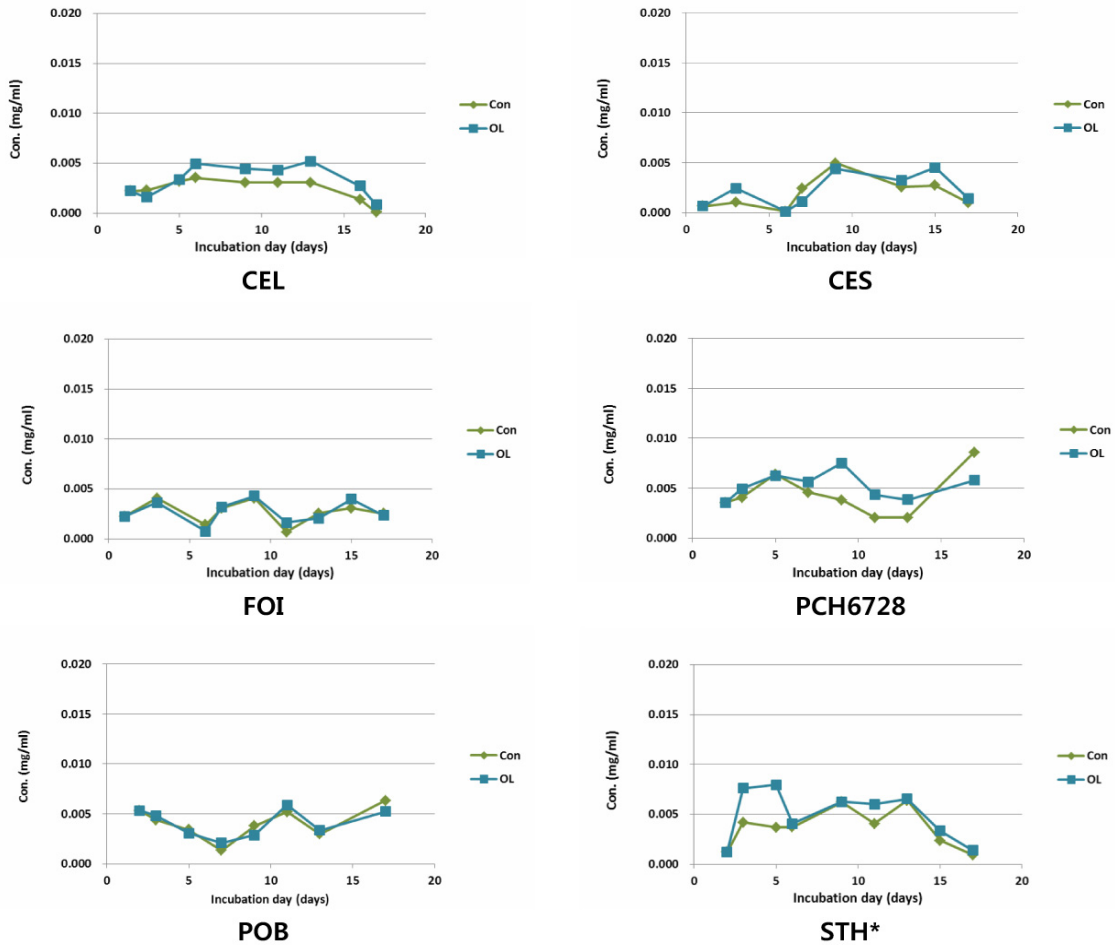 0.020
0.015
Con. (mg/ml)
0.010
0.005
0.000
0 5 10 15 20
Incubation day (days)
Con
OL
CEL
0.020
0.015
Con. (mg/ml)
0.010
0.005
0.000
0 5 10 15 20
Incubation day (days)
Con
OL
CES
0.020
0.015
Con. (mg/ml)
0.010
0.005
0.000
0 5 10 15 20
Incubation day (days)
Con
OL
FOI
0.020
0.015
Con. (mg/ml)
0.010
0.005
0.000
0 5 10 15 20
Incubation day (days)
Con
OL
PCH6728
0.020
0.015
Con. (mg/ml)
0.010
0.005
0.000
0 5 10 15 20
Incubation day (days)
Con
OL
POB
0.020
0.015
Con. (mg/ml)
0.010
0.005
0.000
0 5 10 15 20
Incubation day (days)
Con
OL
STH*